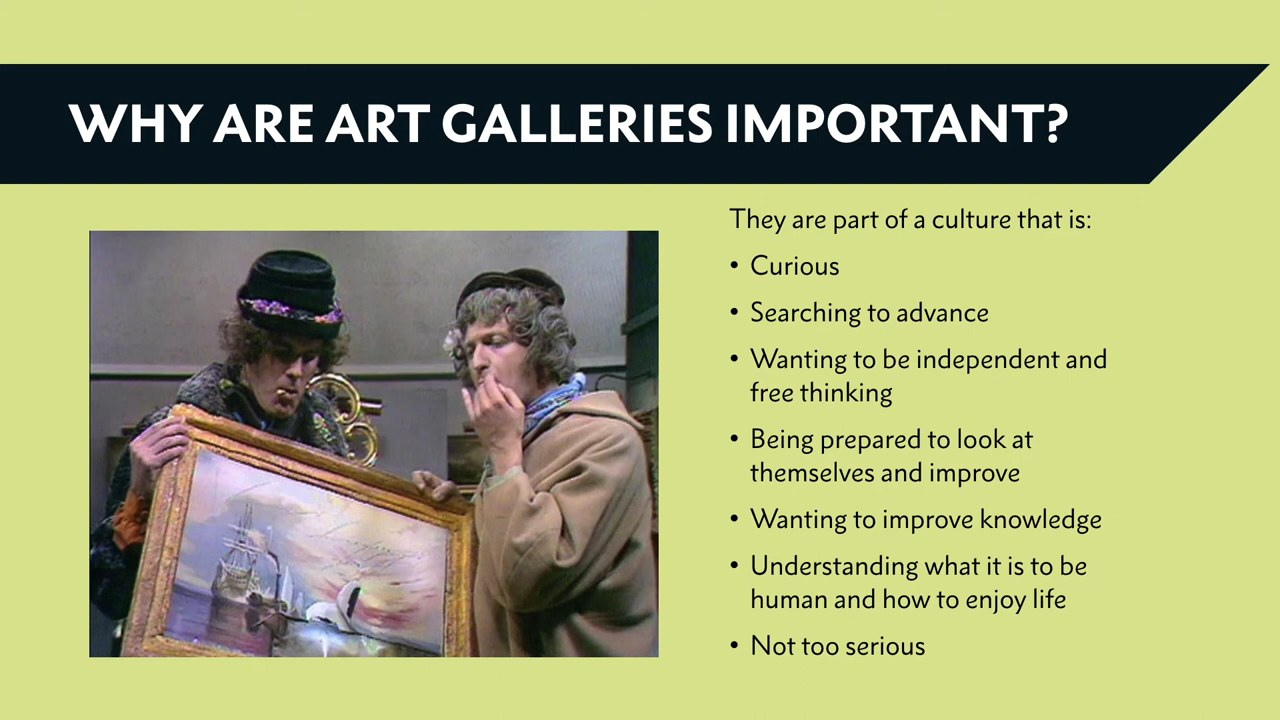 WHY ARE ART GALLERIES IMPORTANT?
They are part of a culture that is:
• Curious
• Searching to advance
• Wanting to be independent and
free thinking
• Being prepared to look at
themselves and improve
• Wanting to improve knowledge
• Understanding what it is to be
human and how to enjoy life
• Not too serious